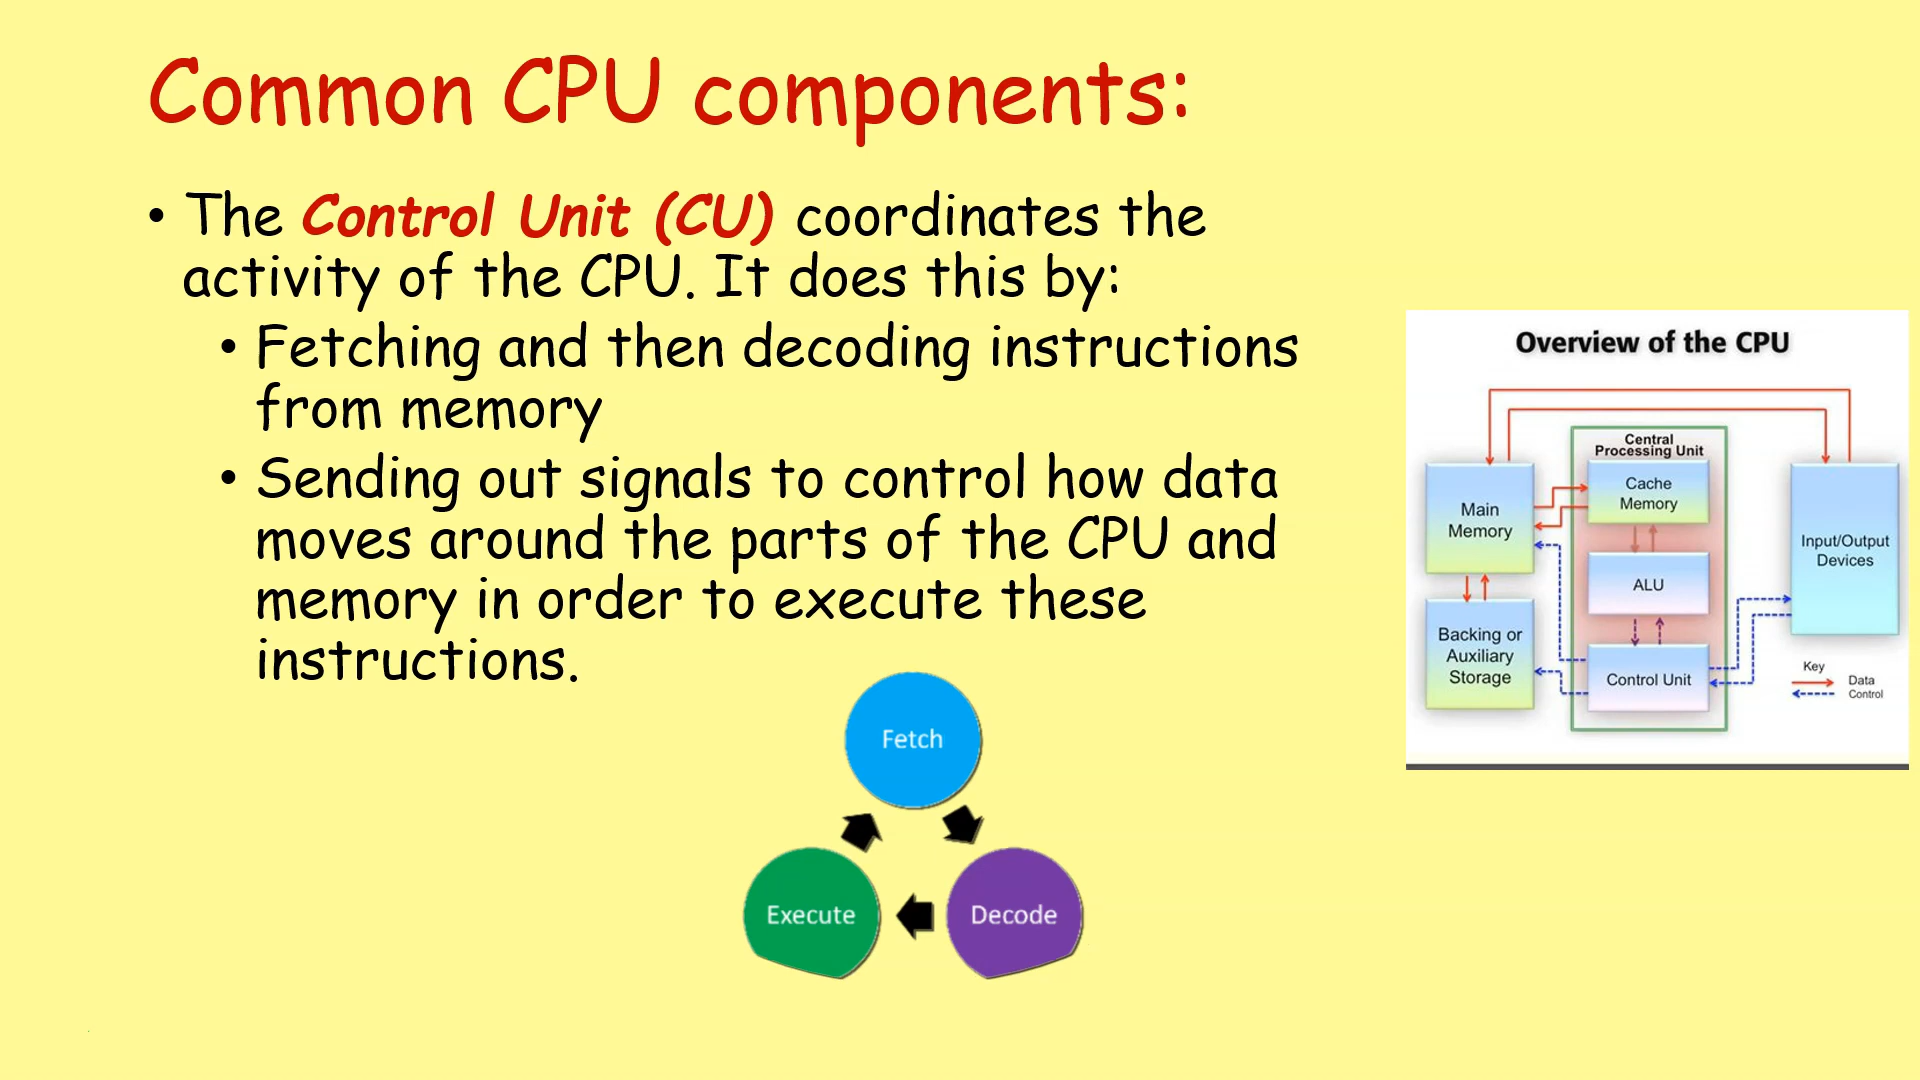 Common CPU components:
• The Control Unit (CU) coordinates the
activity of the CPU. It does this by:
• Fetching and then decoding instructions
from memory
• Sending out signals to control how data
moves around the parts of the CPU and
memory in order to execute these
instructions.
Fetch
Execute
Decode
Overview of the CPU
Central
Processing Unit
Cache
Memory
Main
Memory
Input/Output
Devices
ALU
Backing or
Auxiliary
Storage
Control Unit
Key
Data
Control